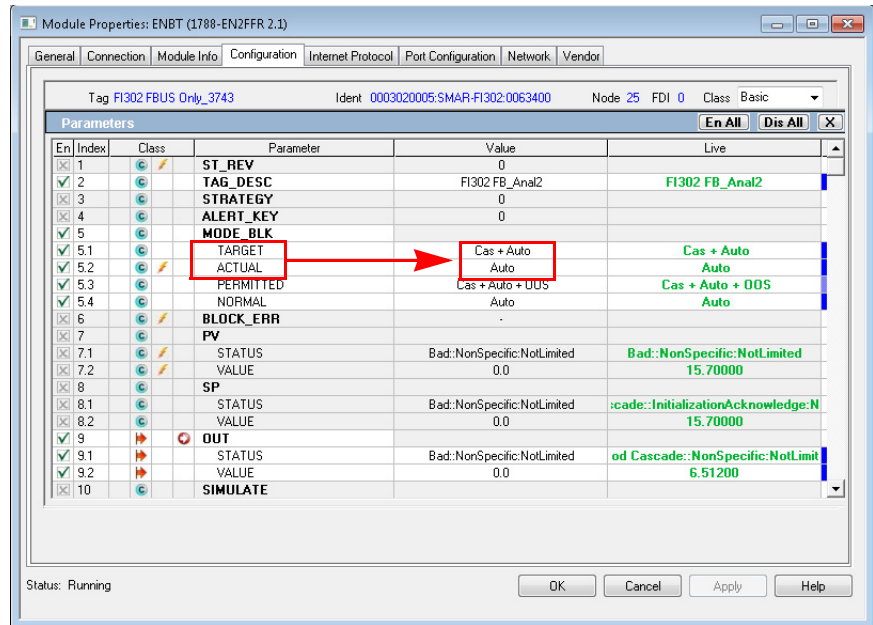 Module Properties: ENBT (1788-EN2FFR 2.1)
General Connection Module Info Configuration Internet Protocol Port Configuration Network Vendor
Tag FI302 FBUS Only_3743 Ident 0003020005:SMAR-FI302:0063400 Node 25 FDI 0 Class Basic
Parameters En All Dis All X
En Index Class Parameter Value Live
1 C ST_REV 0
2 C TAG_DESC FI302 FB_Anal2 FI302 FB_Anal2
3 C STRATEGY 0
4 C ALERT_KEY 0
5 C MODE_BLK
5.1 C TARGET Cas + Auto Cas + Auto
5.2 C ACTUAL Auto Auto
5.3 C PERMITTED Cas + Auto + OOS Cas + Auto + OOS
5.4 C NORMAL Auto Auto
6 C BLOCK_ERR -
7 C PV
7.1 C STATUS Bad::NonSpecific:NotLimited Bad::NonSpecific:NotLimited
7.2 C VALUE 0.0 15.70000
8 C SP
8.1 C STATUS Bad::NonSpecific:NotLimited :cade::InitializationAcknowledge:N
8.2 C VALUE 0.0 15.70000
9 OUT
9.1 STATUS Bad::NonSpecific:NotLimited od Cascade::NonSpecific:NotLimit
9.2 VALUE 0.0 6.51200
10 C SIMULATE
Status: Running OK Cancel Apply Help